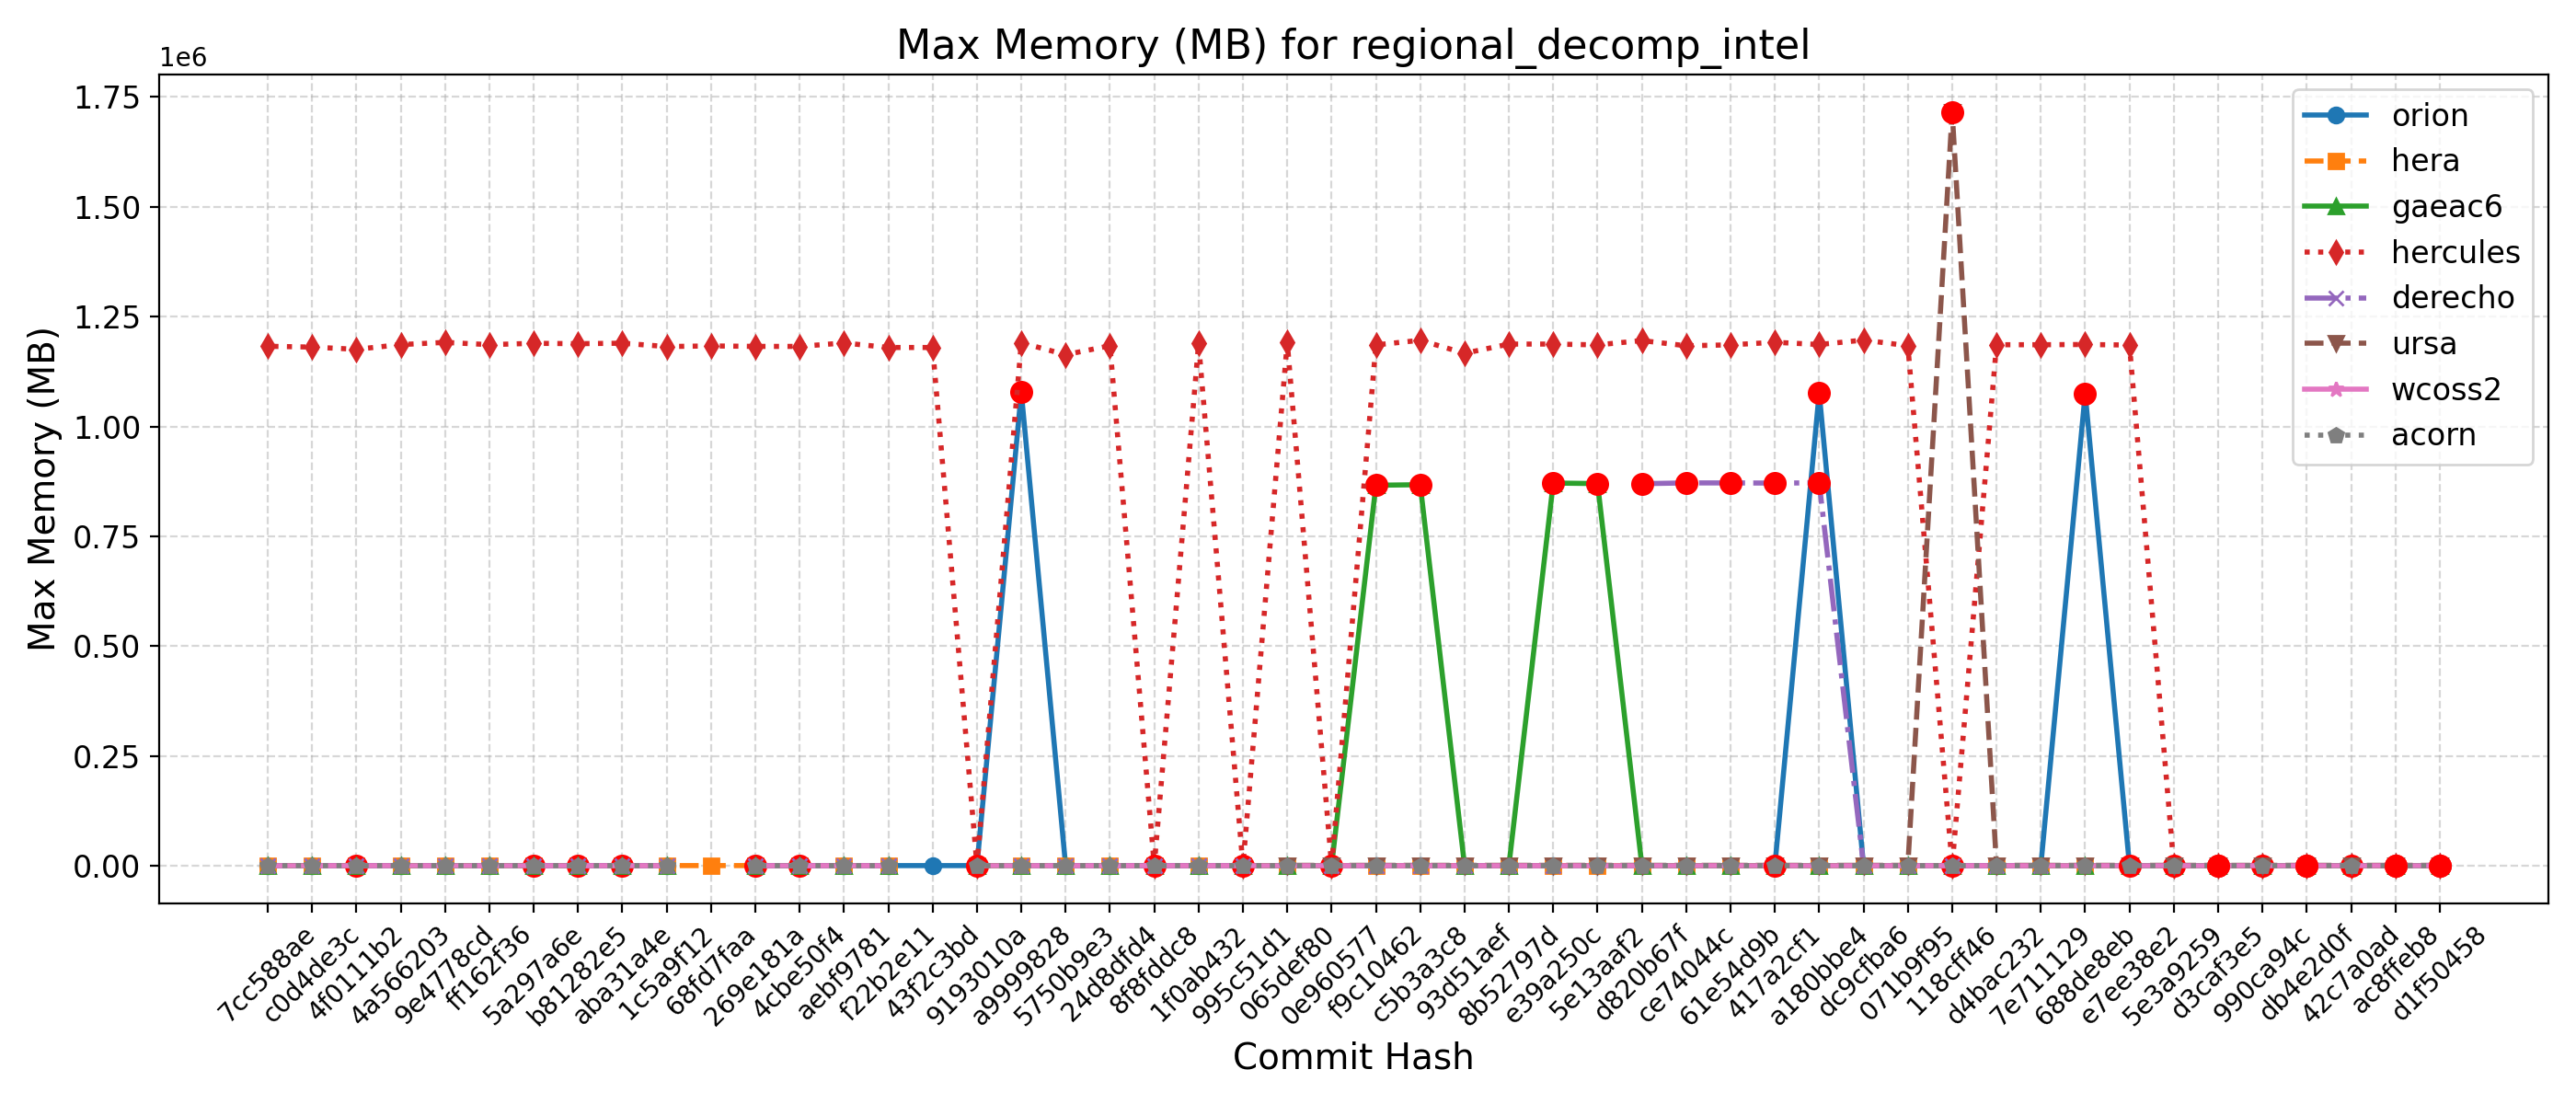 Max Memory (MB) for regional_decomp_intel
1e6
1.75
1.50
1.25
1.00
0.75
0.50
0.25
0.00
Max Memory (MB)
orion
hera
gaeac6
hercules
derecho
ursa
wcoss2
acorn
7cc588ae
c0d4de3c
4f0111b2
4a566203
9e4778cd
ff162f36
5a297a6e
b81282e5
aba31a4e
1c5a9f12
68fd7faa
269e181a
4cbe50f4
aebf9781
f22b2e11
43f2c3bd
9193010a
a9999828
5750b9e3
24d8dfd4
8f8fddc8
1f0ab432
995c51d1
065def80
0e960577
f9c10462
c5b3a3c8
93d51aef
8b52797d
e39a250c
5e13aaf2
d820b67f
ce74044c
61e54d9b
417a2cf1
a180bbe4
dc9cfba6
071b9f95
118cff46
d4bac232
7e711129
688de8eb
e7ee38e2
5e3a9259
d3caf3e5
990ca94c
db4e2d0f
42c7a0ad
ac8ffeb8
d1f50458
Commit Hash